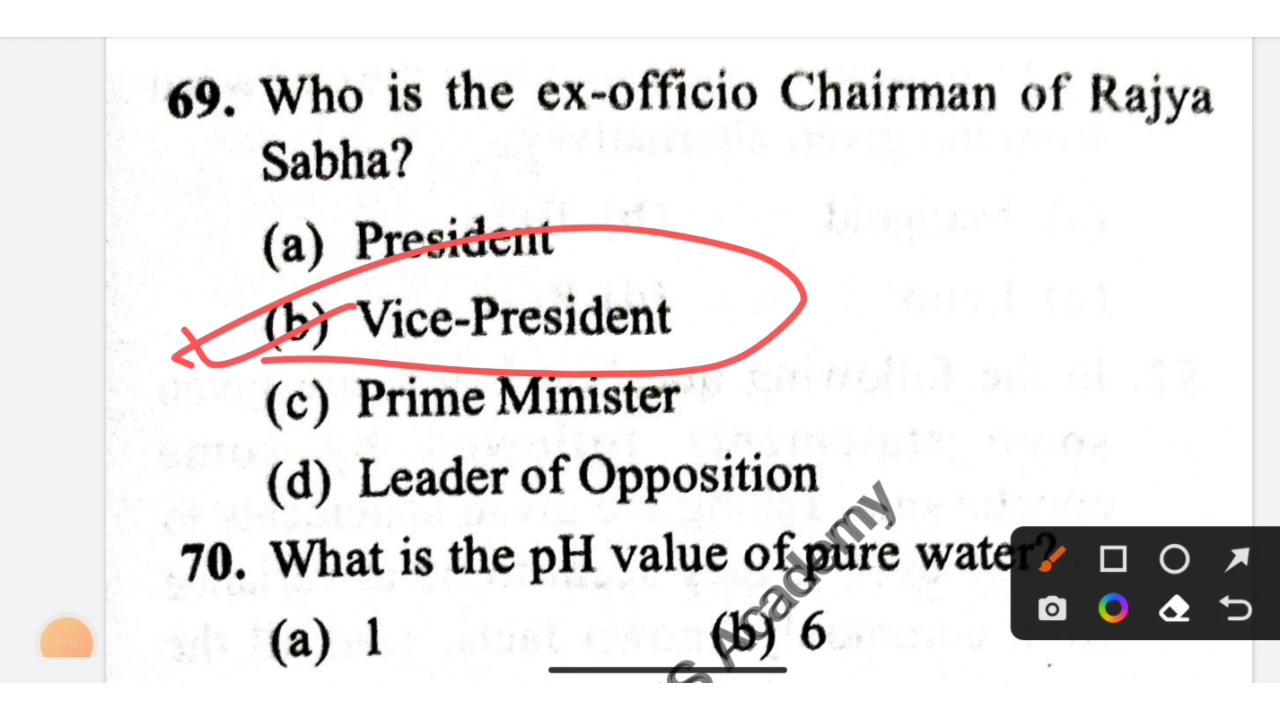 69. Who is the ex-officio Chairman of Rajya
Sabha?
(a) President
(b) Vice-President
(c) Prime Minister
(d) Leader of Opposition
70. What is the pH value of pure water?
(a) 1 (b) 6
S Academy